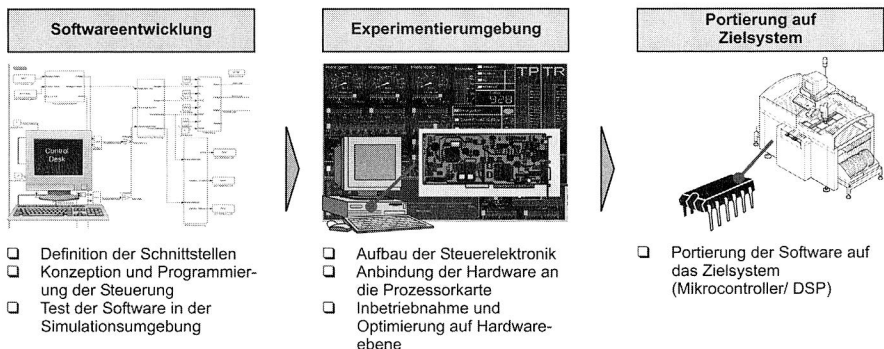 Softwareentwicklung
Control
Desk
❑ Definition der Schnittstellen
❑ Konzeption und Programmier-
ung der Steuerung
❑ Test der Software in der
Simulationsumgebung
Experimentierumgebung
TPTR
928
❑ Aufbau der Steuerelektronik
❑ Anbindung der Hardware an
die Prozessorkarte
❑ Inbetriebnahme und
Optimierung auf Hardware-
ebene
Portierung auf
Zielsystem
❑ Portierung der Software auf
das Zielsystem
(Mikrocontroller/ DSP)